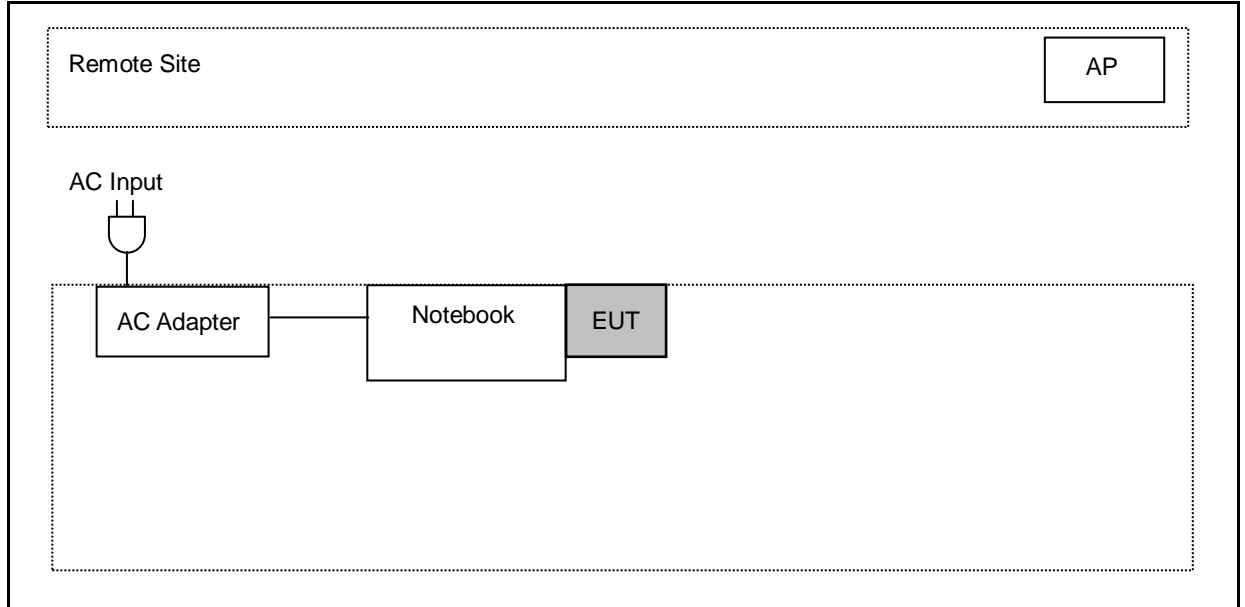 Remote Site
AP
AC Input
AC Adapter
Notebook
EUT